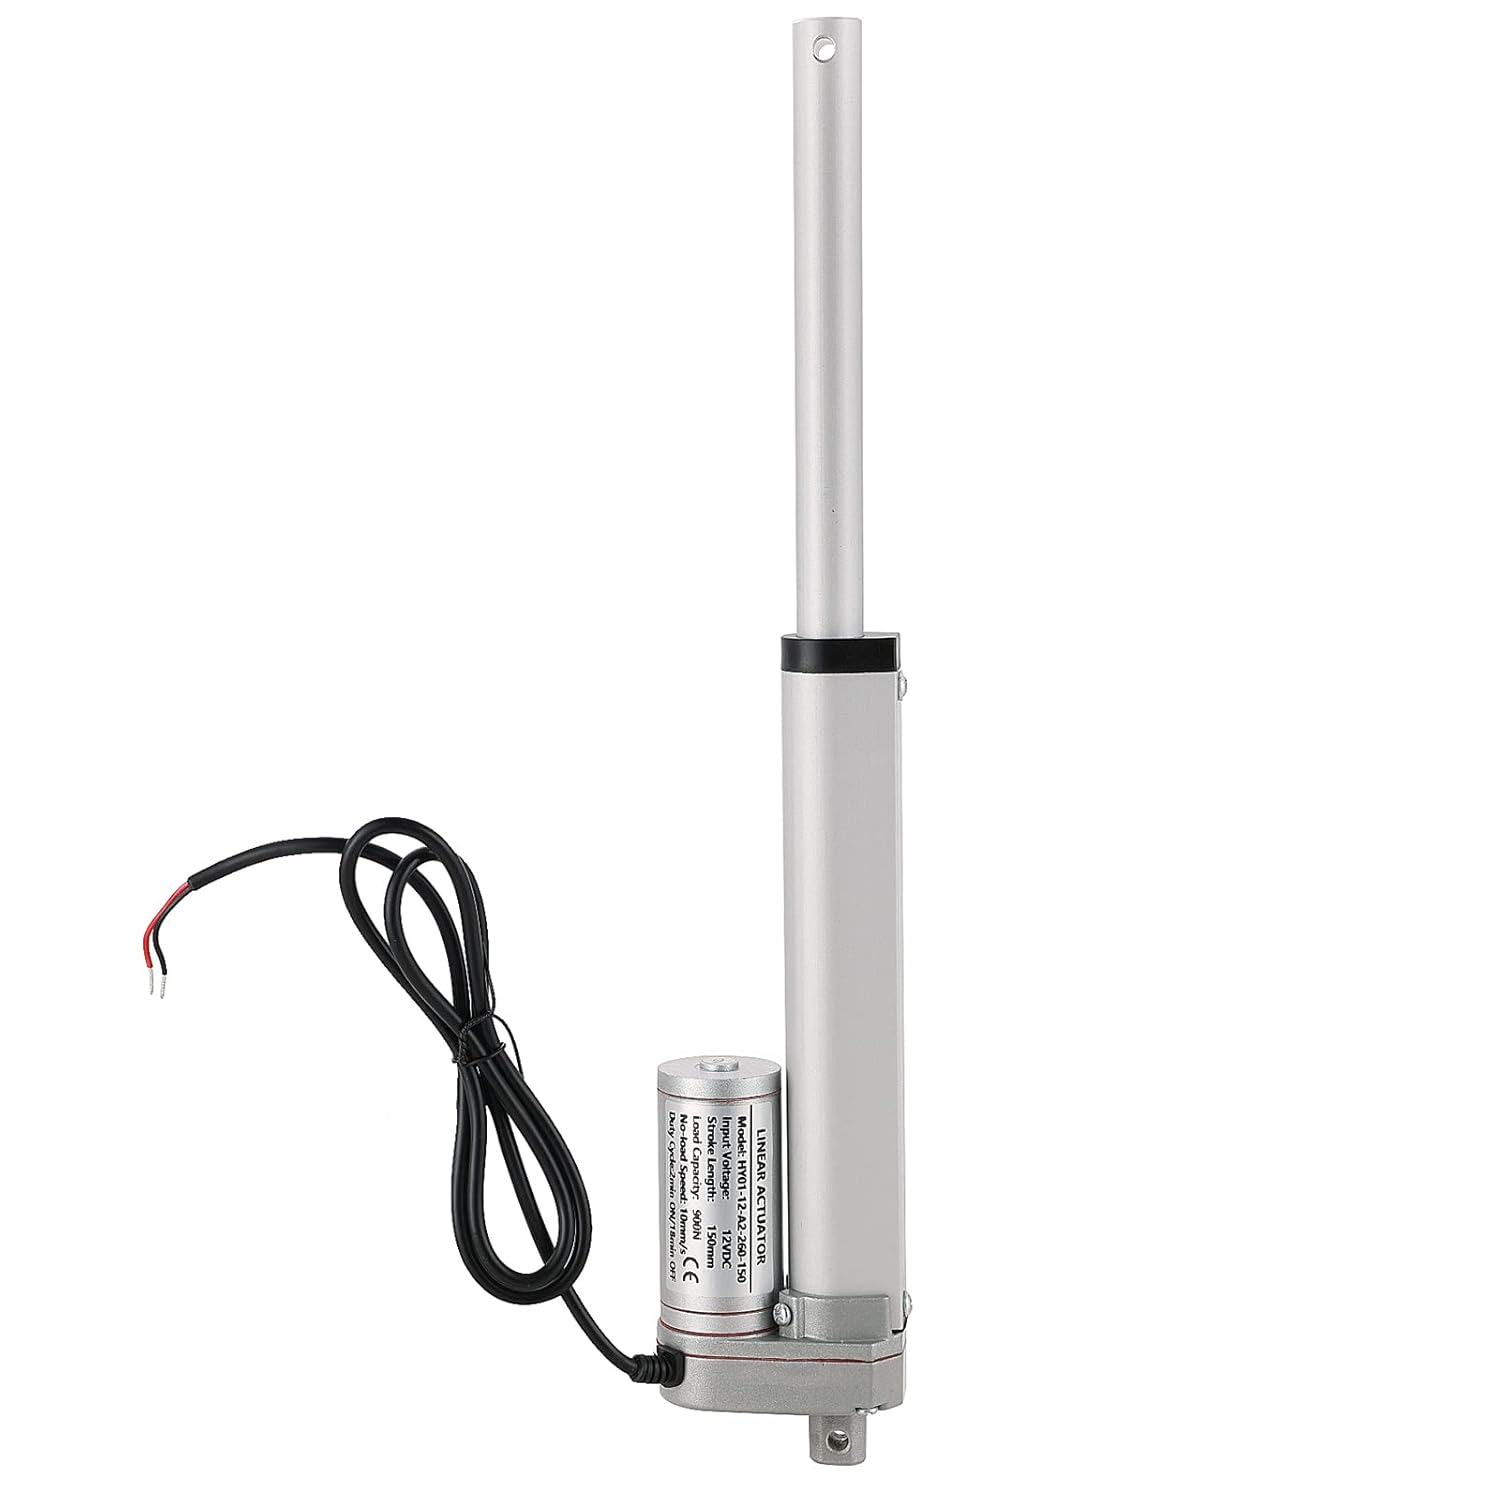 LINEAR ACTUATOR
Model: HY01-12-A2-260-150
Input Voltage: 12VDC
Stroke Length: 150mm
Load Capacity: 900N
No-load Speed: 10mm/s CE
Duty Cycle:2min ON/18min OFF